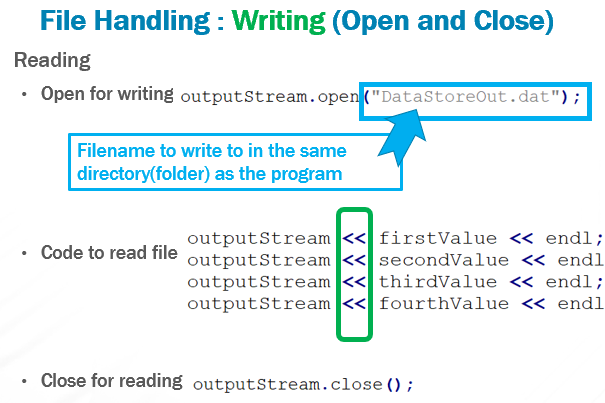 File Handling : Writing (Open and Close)
Reading
• Open for writing outputStream.open("DataStoreOut.dat");
Filename to write to in the same
directory(folder) as the program
outputStream << firstValue << endl;
• Code to read file
outputStream << secondValue << endl
outputStream << thirdValue << endl;
outputStream << fourthValue << endl
• Close for reading outputStream.close();